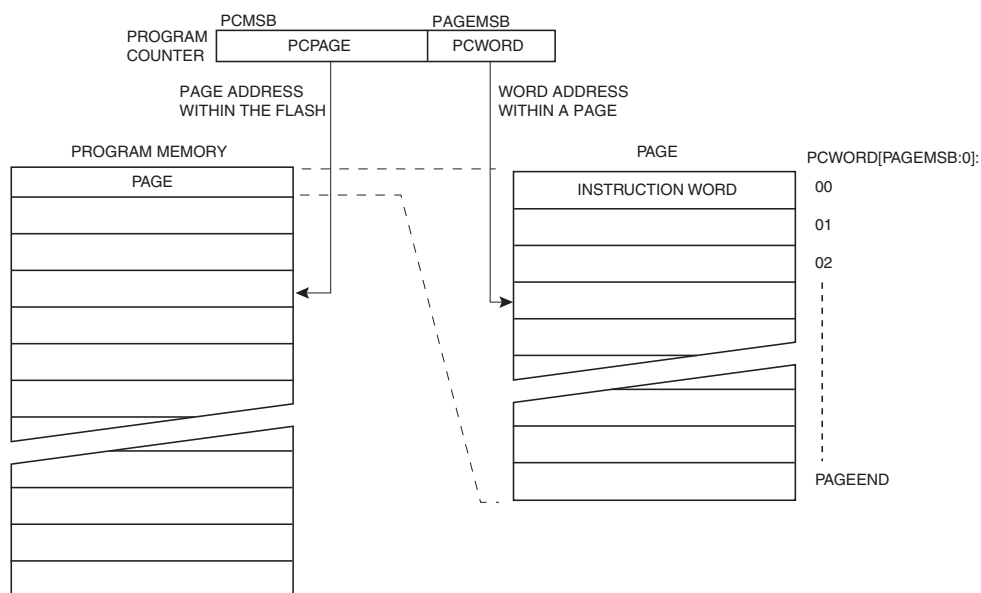 PCMSB
PAGEMSB
PROGRAM
COUNTER
PCPAGE
PCWORD
PAGE ADDRESS
WITHIN THE FLASH
WORD ADDRESS
WITHIN A PAGE
PROGRAM MEMORY
PAGE
PAGE
INSTRUCTION WORD
PCWORD[PAGEMSB:0]:
00
01
02
PAGEEND